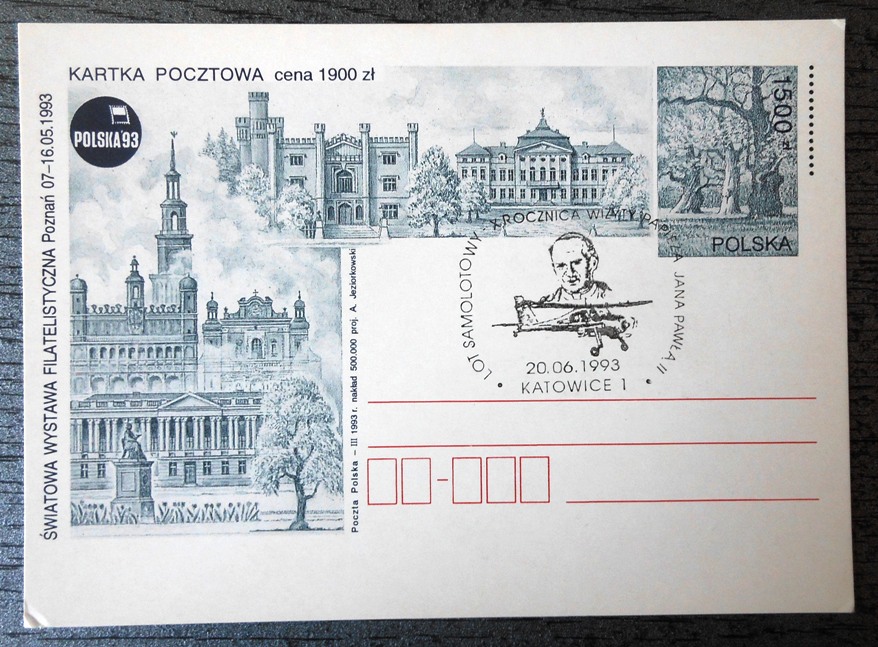 KARTKA POCZTOWA cena 1900 zł
POLSKA'93
ŚWIATOWA WYSTAWA FILATELISTYCZNA Poznań 07-16.05.1993
1500 zł
POLSKA
LOT SAMOLOTOWY X ROCZNICA WIZYTY PAPIEŻA JANA PAWŁA II
20.06.1993
KATOWICE 1
Poczta Polska – III 1993 r. nakład 500.000 proj. A. Jeziorkowski